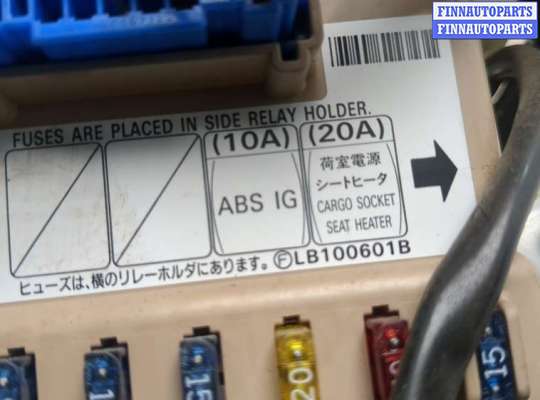 FINNAUTOPARTS
FINNAUTOPARTS
FUSES ARE PLACED IN SIDE RELAY HOLDER.
(10A) (20A)
ABS IG
荷室電源
シートヒータ
CARGO SOCKET
SEAT HEATER
ヒューズは、横のリレーホルダにあります。 ⒻLB100601B
15
20
15